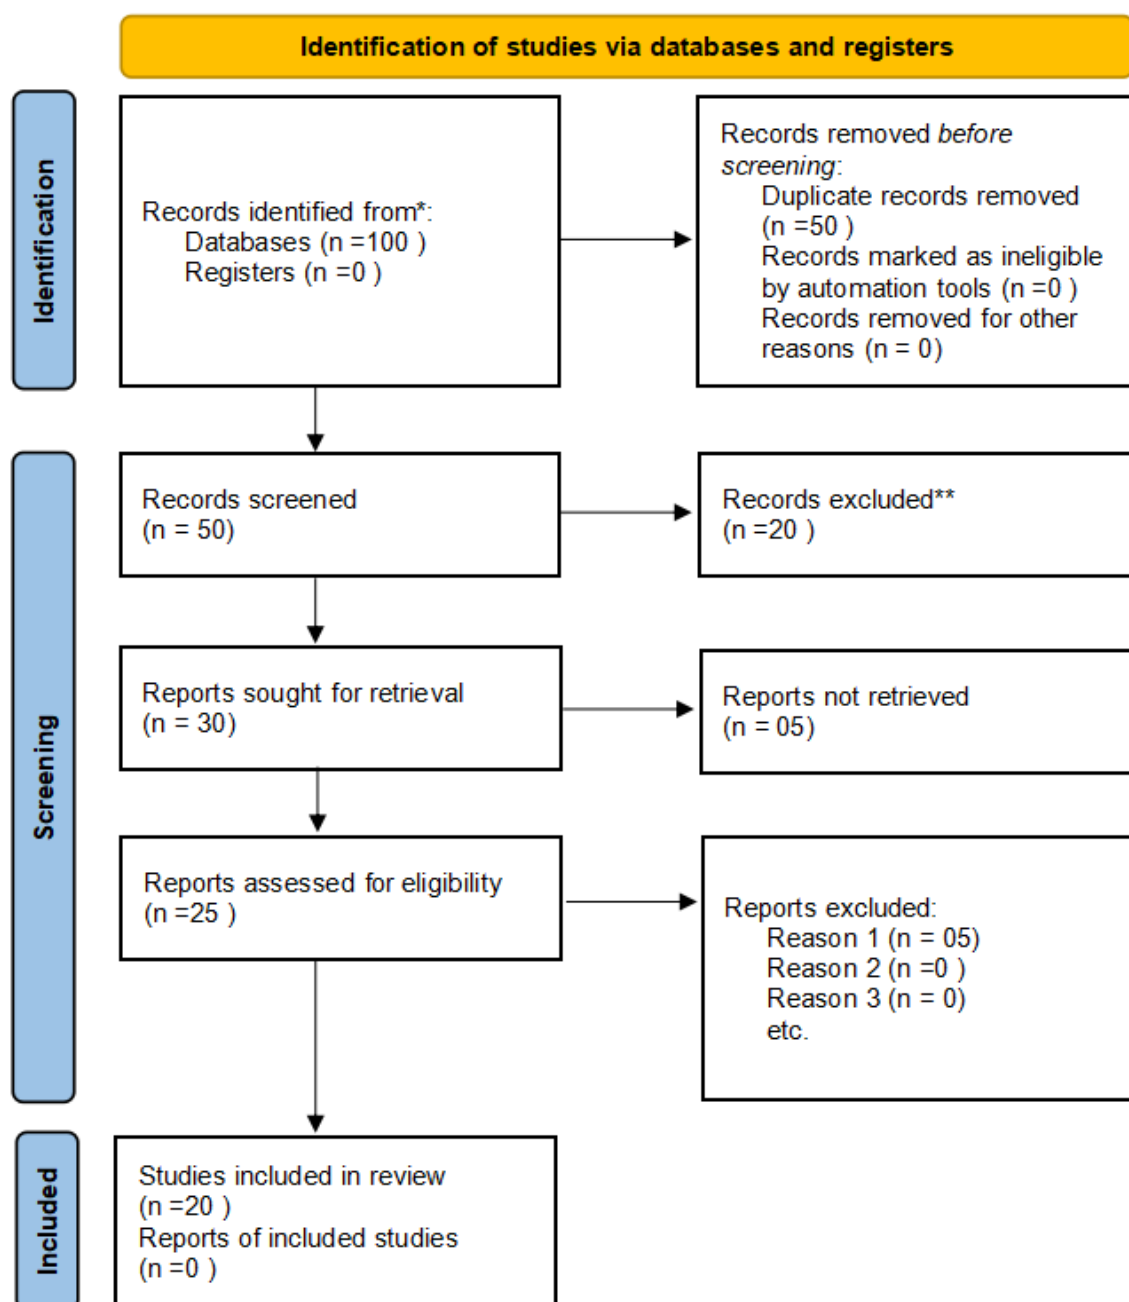 Identification of studies via databases and registers
Identification
Records identified from*:
Databases (n =100 )
Registers (n =0 )
Records removed before
screening:
Duplicate records removed
(n =50 )
Records marked as ineligible
by automation tools (n =0 )
Records removed for other
reasons (n = 0)
Screening
Records screened
(n = 50)
Records excluded**
(n =20 )
Reports sought for retrieval
(n = 30)
Reports not retrieved
(n = 05)
Reports assessed for eligibility
(n =25 )
Reports excluded:
Reason 1 (n = 05)
Reason 2 (n =0 )
Reason 3 (n = 0)
etc.
Included
Studies included in review
(n =20 )
Reports of included studies
(n =0 )